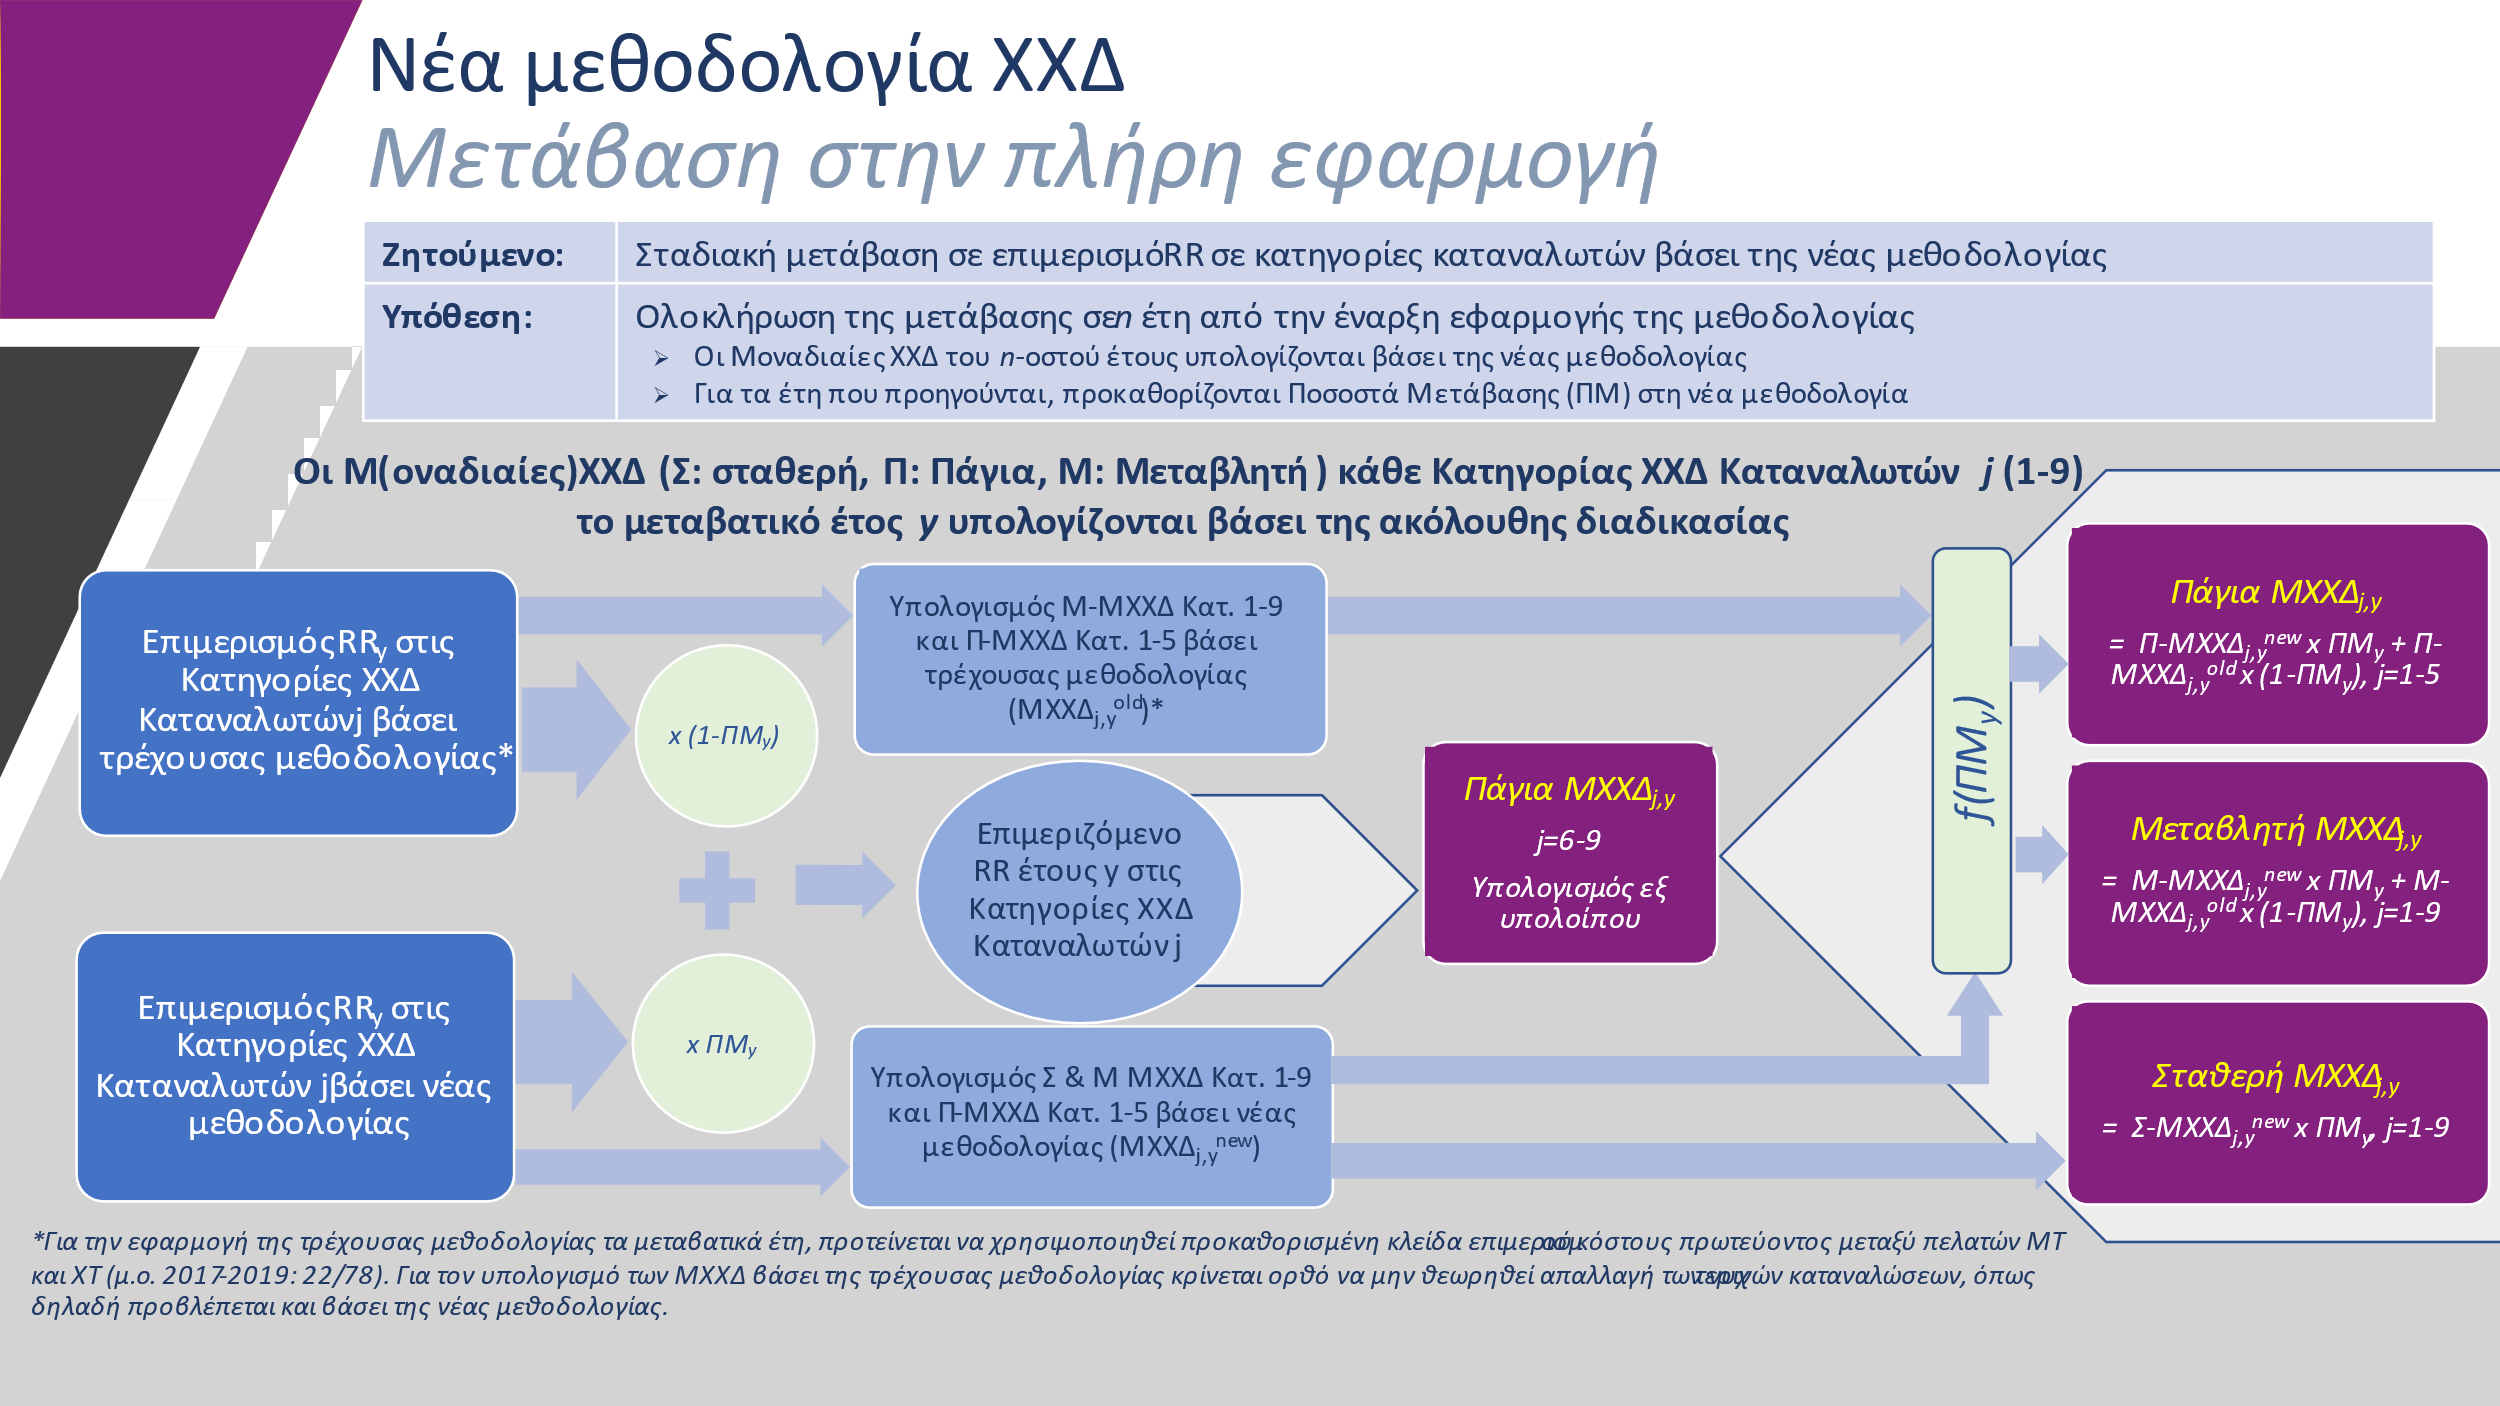 Νέα μεθοδολογία ΧΧΔ
Μετάβαση στην πλήρη εφαρμογή
Ζητούμενο: Σταδιακή μετάβαση σε επιμερισμό RR σε κατηγορίες καταναλωτών βάσει της νέας μεθοδολογίας
Υπόθεση: Ολοκλήρωση της μετάβασης σε n έτη από την έναρξη εφαρμογής της μεθοδολογίας
➢ Οι Μοναδιαίες ΧΧΔ του n-οστού έτους υπολογίζονται βάσει της νέας μεθοδολογίας
➢ Για τα έτη που προηγούνται, προκαθορίζονται Ποσοστά Μετάβασης (ΠΜ) στη νέα μεθοδολογία
Οι Μ(οναδιαίες)ΧΧΔ (Σ: σταθερή, Π: Πάγια, Μ: Μεταβλητή) κάθε Κατηγορίας ΧΧΔ Καταναλωτών j (1-9)
το μεταβατικό έτος y υπολογίζονται βάσει της ακόλουθης διαδικασίας
Επιμερισμός RRy στις
Κατηγορίες ΧΧΔ
Καταναλωτών j βάσει
τρέχουσας μεθοδολογίας*
x (1-ΠΜy)
Υπολογισμός Μ-ΜΧΧΔ Κατ. 1-9
και Π-ΜΧΧΔ Κατ. 1-5 βάσει
τρέχουσας μεθοδολογίας
(ΜΧΧΔj,y old)*
Επιμεριζόμενο
RR έτους y στις
Κατηγορίες ΧΧΔ
Καταναλωτών j
Πάγια ΜΧΧΔj,y
j=6-9
Υπολογισμός εξ
υπολοίπου
f(ΠΜy)
Πάγια ΜΧΧΔj,y
= Π-ΜΧΧΔj,y new x ΠΜy + Π-
ΜΧΧΔj,y old x (1-ΠΜy), j=1-5
Μεταβλητή ΜΧΧΔj,y
= Μ-ΜΧΧΔj,y new x ΠΜy + Μ-
ΜΧΧΔj,y old x (1-ΠΜy), j=1-9
Σταθερή ΜΧΧΔj,y
= Σ-ΜΧΧΔj,y new x ΠΜy, j=1-9
Επιμερισμός RRy στις
Κατηγορίες ΧΧΔ
Καταναλωτών j βάσει νέας
μεθοδολογίας
x ΠΜy
Υπολογισμός Σ & Μ ΜΧΧΔ Κατ. 1-9
και Π-ΜΧΧΔ Κατ. 1-5 βάσει νέας
μεθοδολογίας (ΜΧΧΔj,y new)
*Για την εφαρμογή της τρέχουσας μεθοδολογίας τα μεταβατικά έτη, προτείνεται να χρησιμοποιηθεί προκαθορισμένη κλείδα επιμερισμού κόστους πρωτεύοντος μεταξύ πελατών ΜΤ
και ΧΤ (μ.ο. 2017-2019: 22/78). Για τον υπολογισμό των ΜΧΧΔ βάσει της τρέχουσας μεθοδολογίας κρίνεται ορθό να μην θεωρηθεί απαλλαγή των νυχτερινών καταναλώσεων, όπως
δηλαδή προβλέπεται και βάσει της νέας μεθοδολογίας.